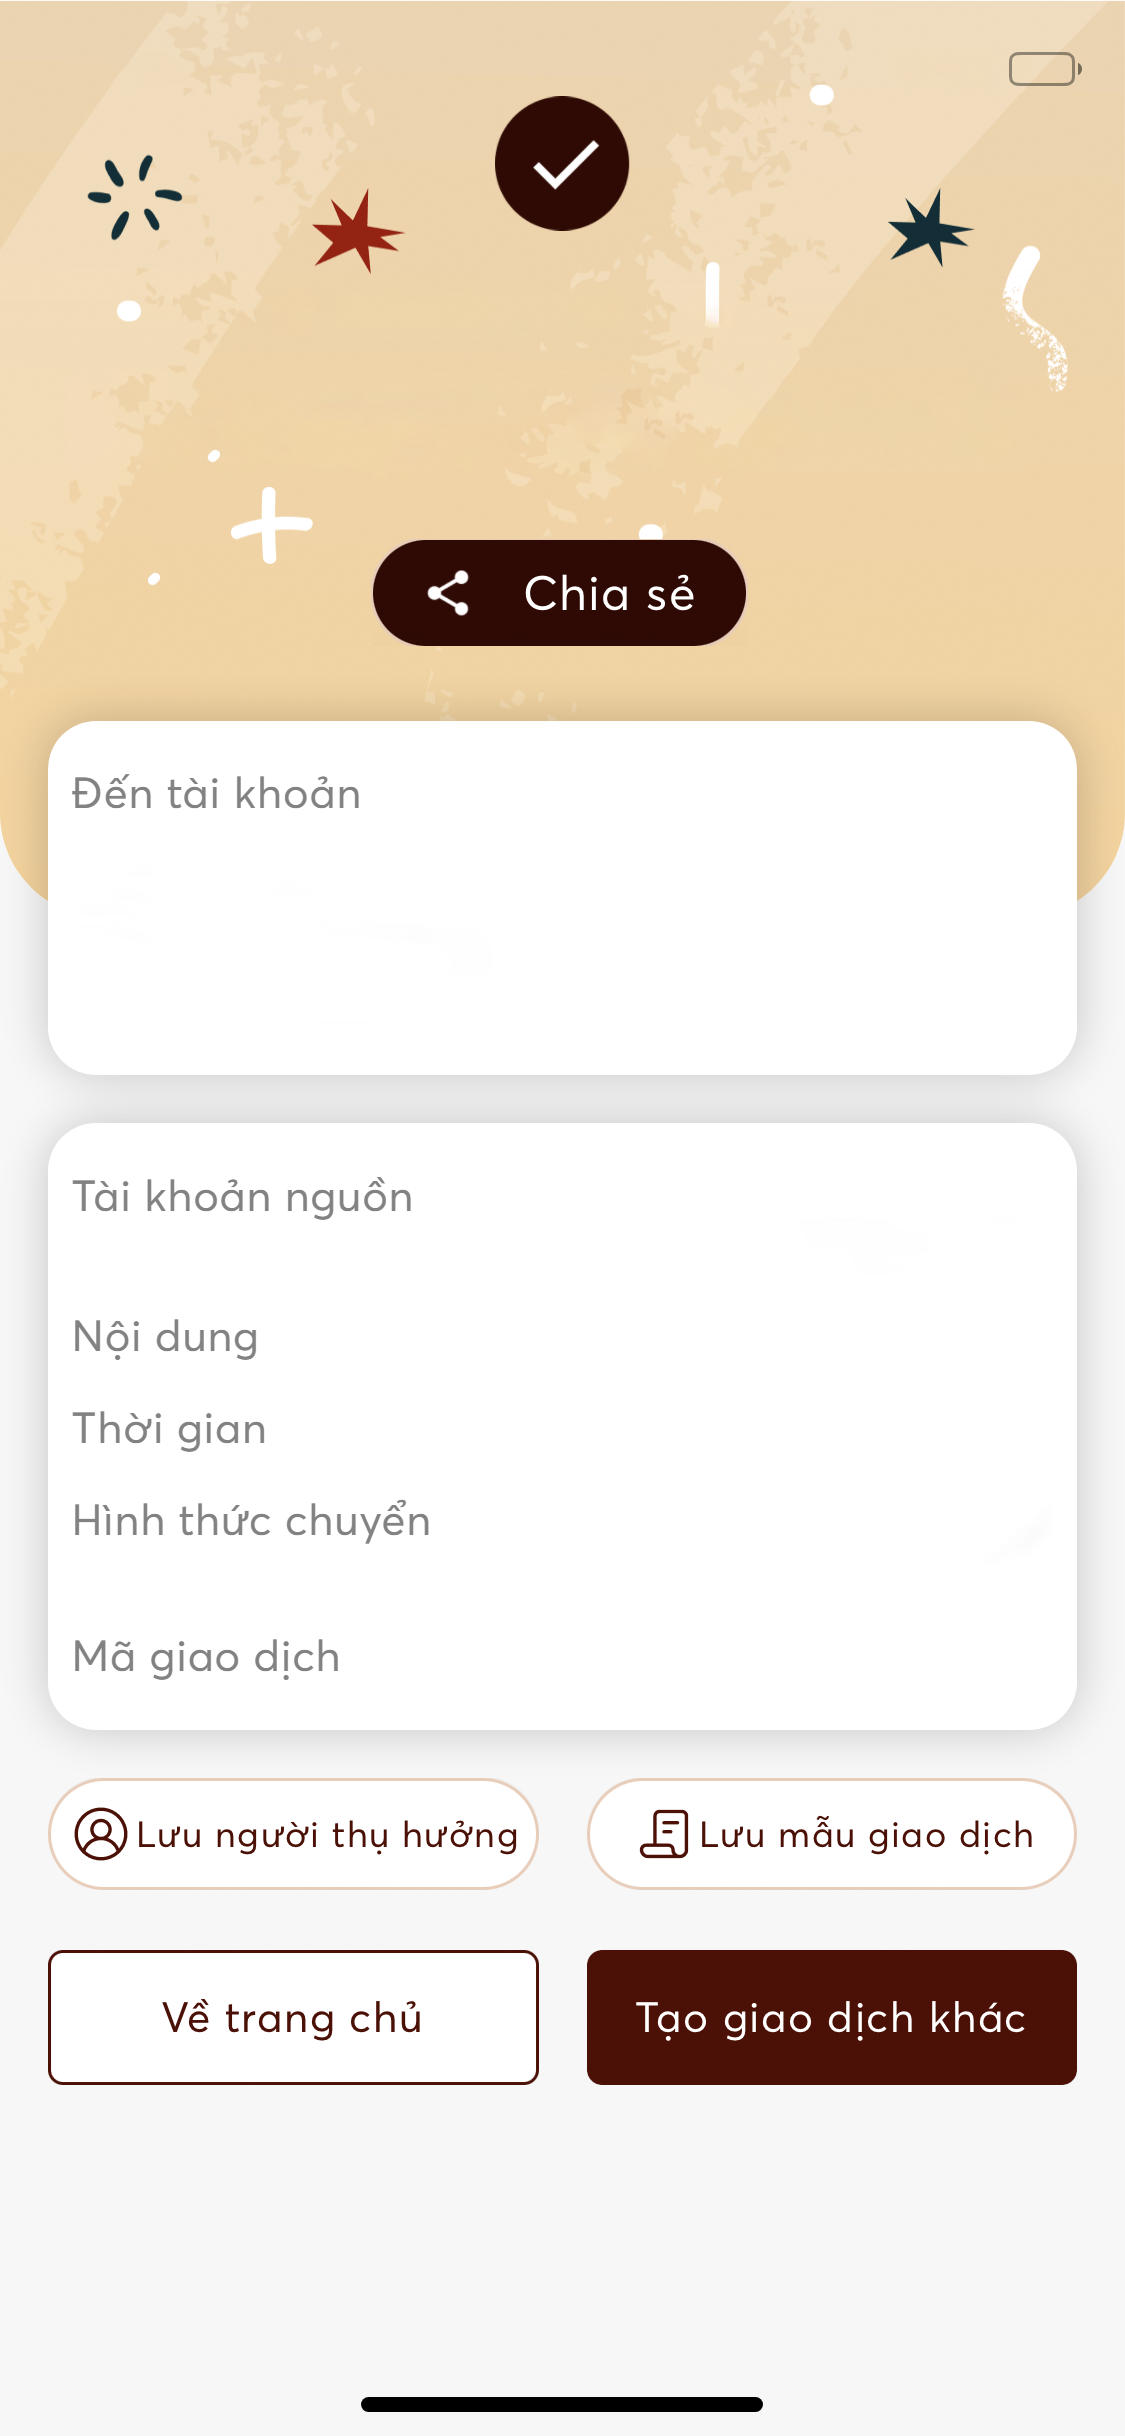 Chia sẻ
Đến tài khoản
Tài khoản nguồn
Nội dung
Thời gian
Hình thức chuyển
Mã giao dịch
Lưu người thụ hưởng
Lưu mẫu giao dịch
Về trang chủ
Tạo giao dịch khác